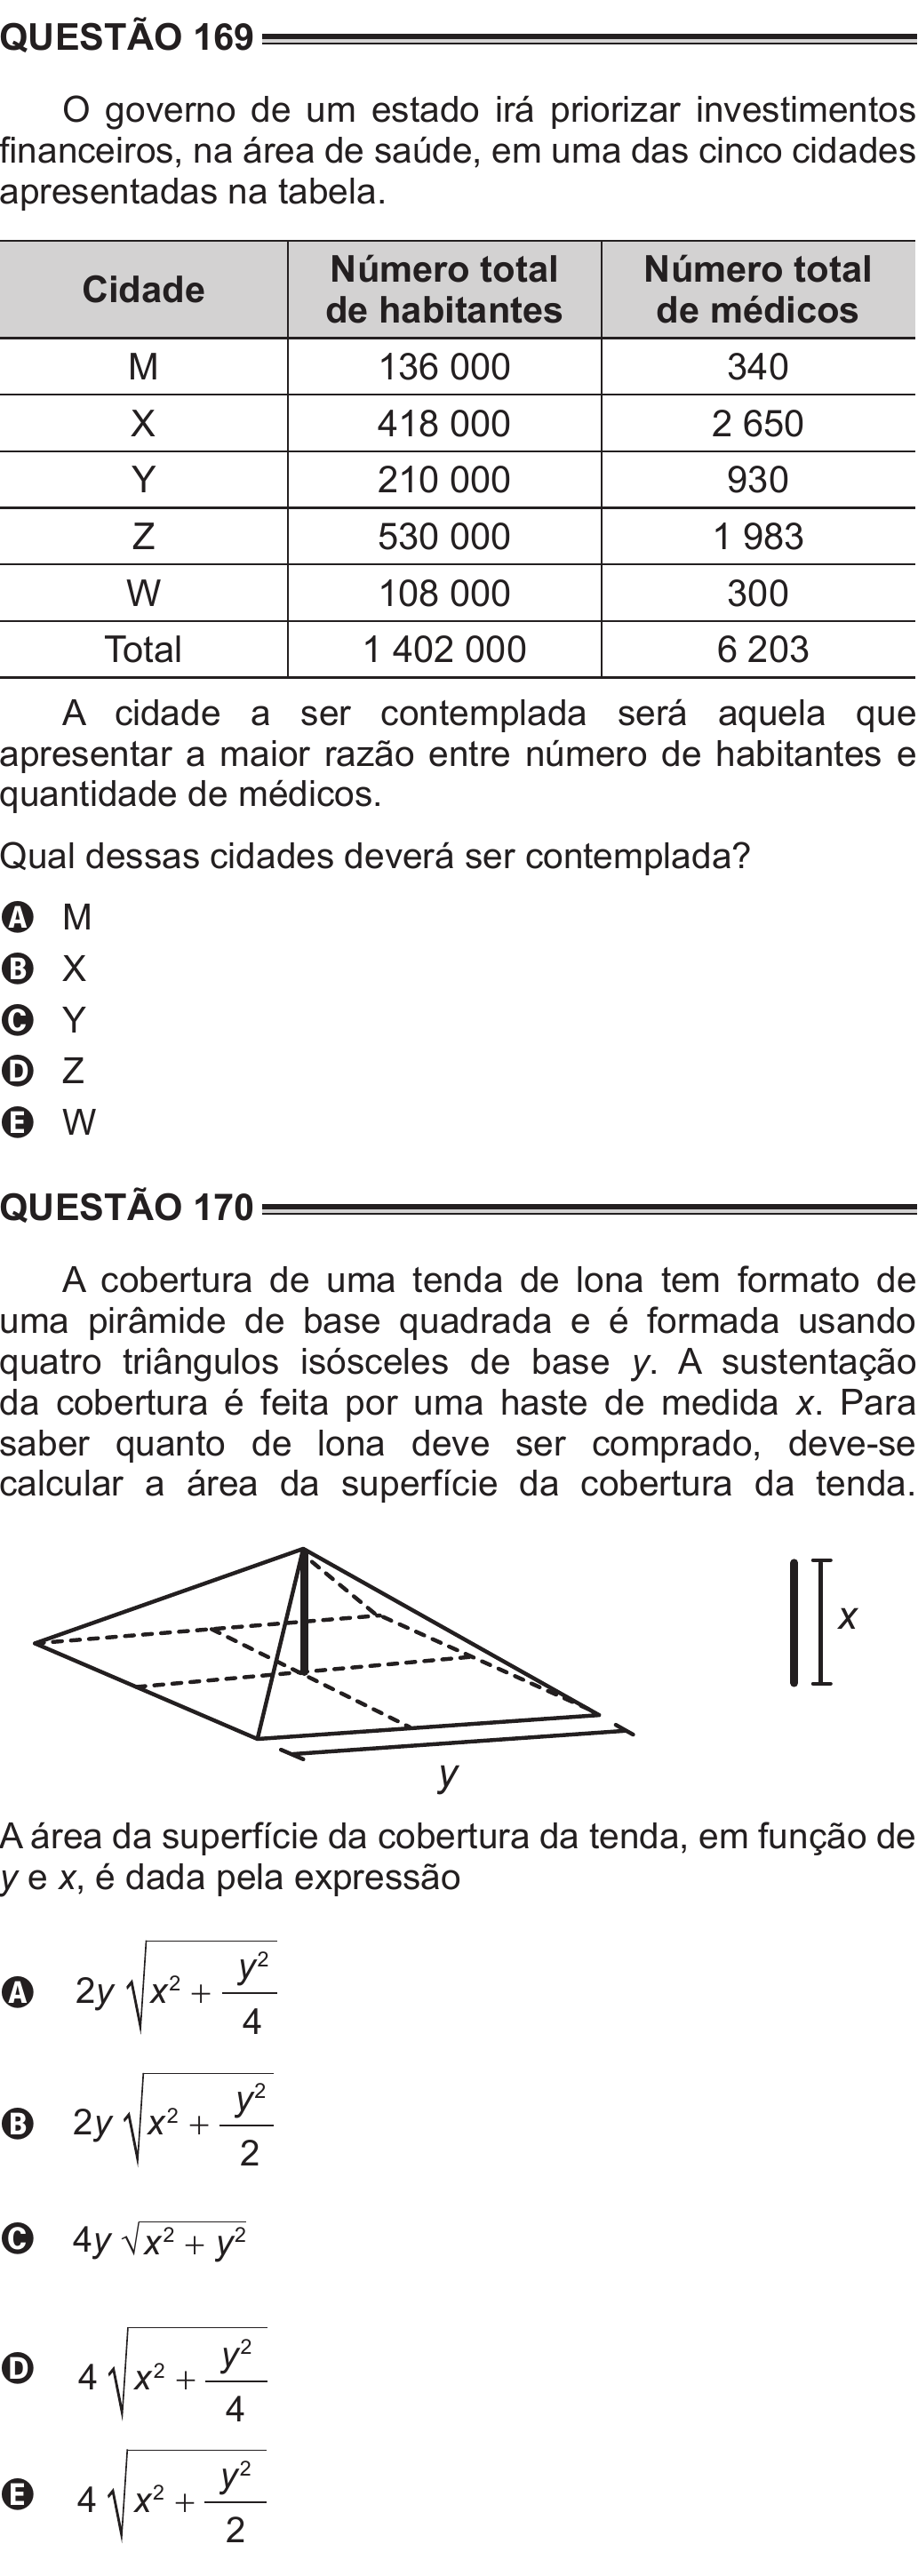 QUESTÃO 169
O governo de um estado irá priorizar investimentos
financeiros, na área de saúde, em uma das cinco cidades
apresentadas na tabela.
Cidade | Número total de habitantes | Número total de médicos
M | 136 000 | 340
X | 418 000 | 2 650
Y | 210 000 | 930
Z | 530 000 | 1 983
W | 108 000 | 300
Total | 1 402 000 | 6 203
A cidade a ser contemplada será aquela que
apresentar a maior razão entre número de habitantes e
quantidade de médicos.
Qual dessas cidades deverá ser contemplada?
A M
B X
C Y
D Z
E W
QUESTÃO 170
A cobertura de uma tenda de lona tem formato de
uma pirâmide de base quadrada e é formada usando
quatro triângulos isósceles de base y. A sustentação
da cobertura é feita por uma haste de medida x. Para
saber quanto de lona deve ser comprado, deve-se
calcular a área da superfície da cobertura da tenda.
x
y
A área da superfície da cobertura da tenda, em função de
y e x, é dada pela expressão
A 2y √(x² + y²/4)
B 2y √(x² + y²/2)
C 4y √(x² + y²)
D 4 √(x² + y²/4)
E 4 √(x² + y²/2)